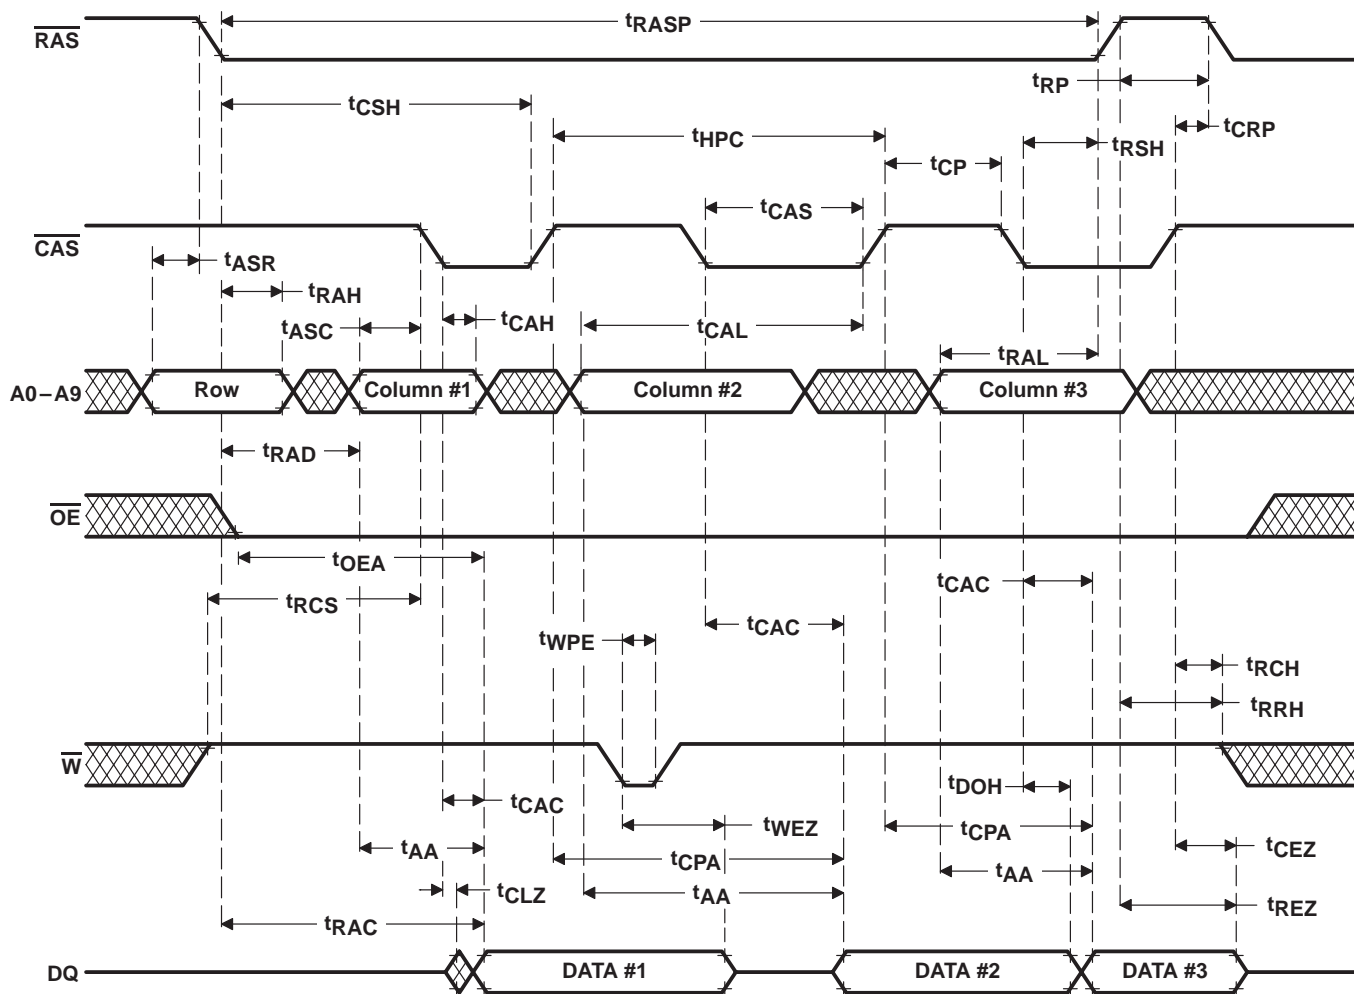 RAS
tRASP
tRP
tCSH
tHPC
tCRP
tRSH
tCP
tCAS
CAS
tASR
tRAH
tASC
tCAH
tCAL
tRAL
A0–A9
Row
Column #1
Column #2
Column #3
tRAD
OE
tOEA
tCAC
tRCS
tCAC
tWPE
tRCH
tRRH
W
tDOH
tCAC
tWEZ
tCPA
tCEZ
tAA
tCPA
tAA
tCLZ
tAA
tREZ
tRAC
DQ
DATA #1
DATA #2
DATA #3